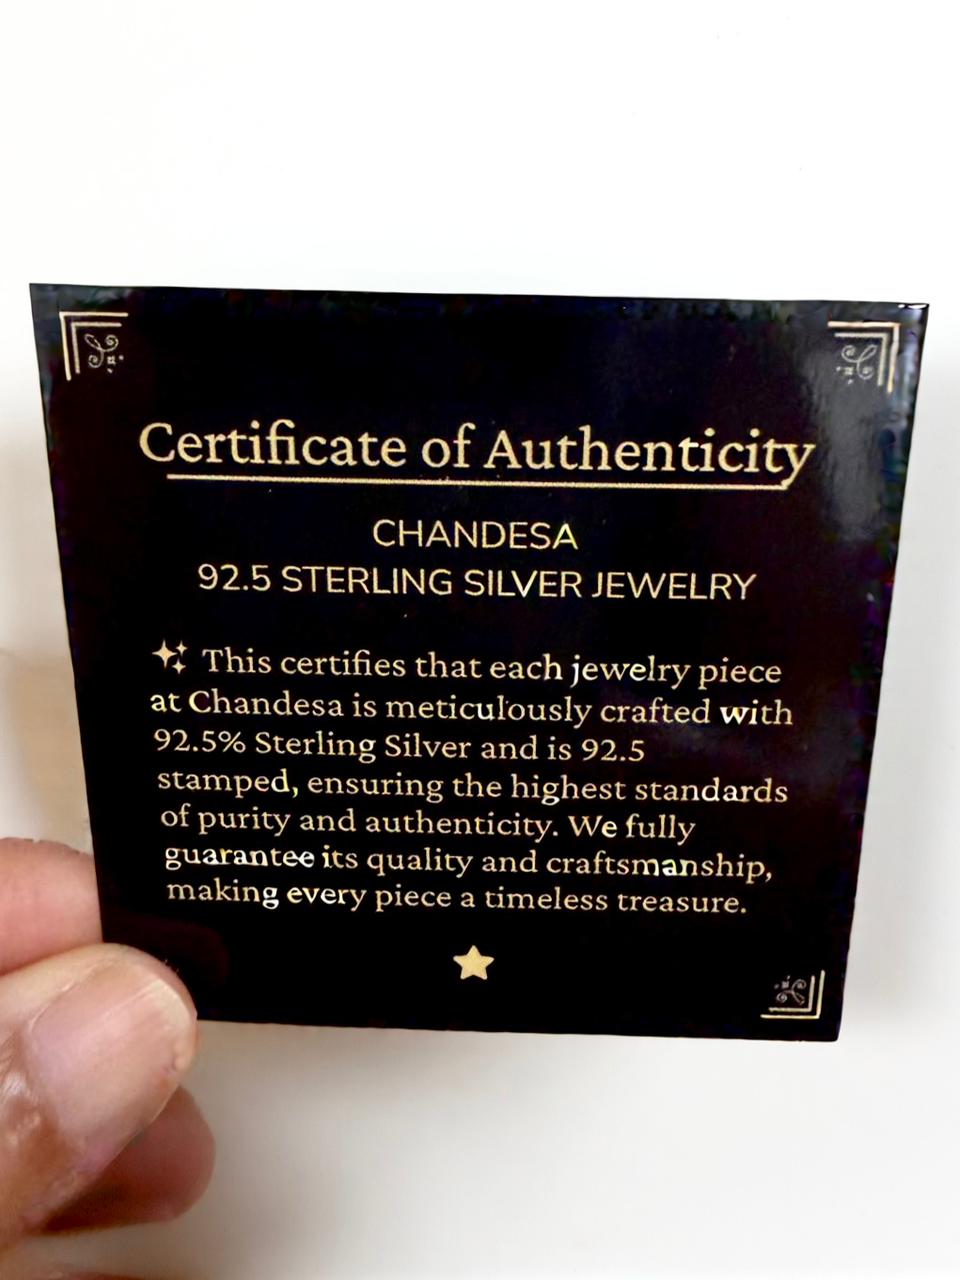 Certificate of Authenticity
CHANDESA
92.5 STERLING SILVER JEWELRY
This certifies that each jewelry piece
at Chandesa is meticulously crafted with
92.5% Sterling Silver and is 92.5
stamped, ensuring the highest standards
of purity and authenticity. We fully
guarantee its quality and craftsmanship,
making every piece a timeless treasure.